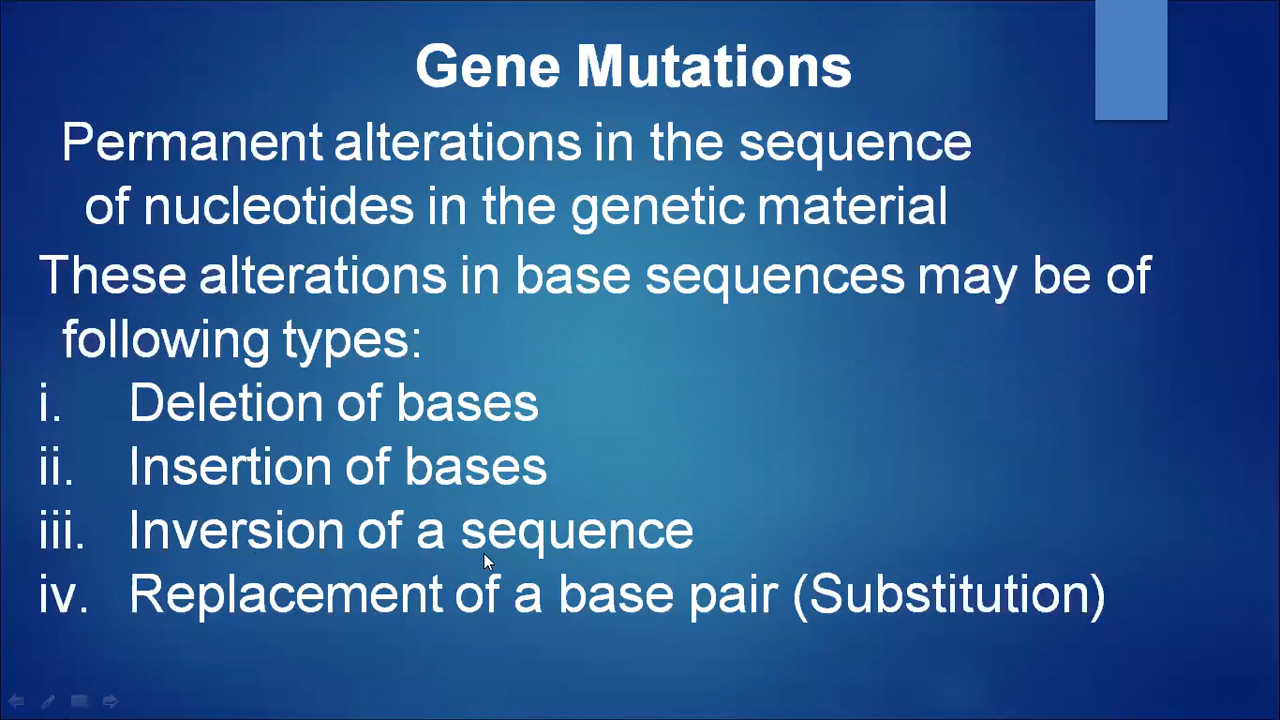 Gene Mutations
Permanent alterations in the sequence
of nucleotides in the genetic material
These alterations in base sequences may be of
following types:
i. Deletion of bases
ii. Insertion of bases
iii. Inversion of a sequence
iv. Replacement of a base pair (Substitution)